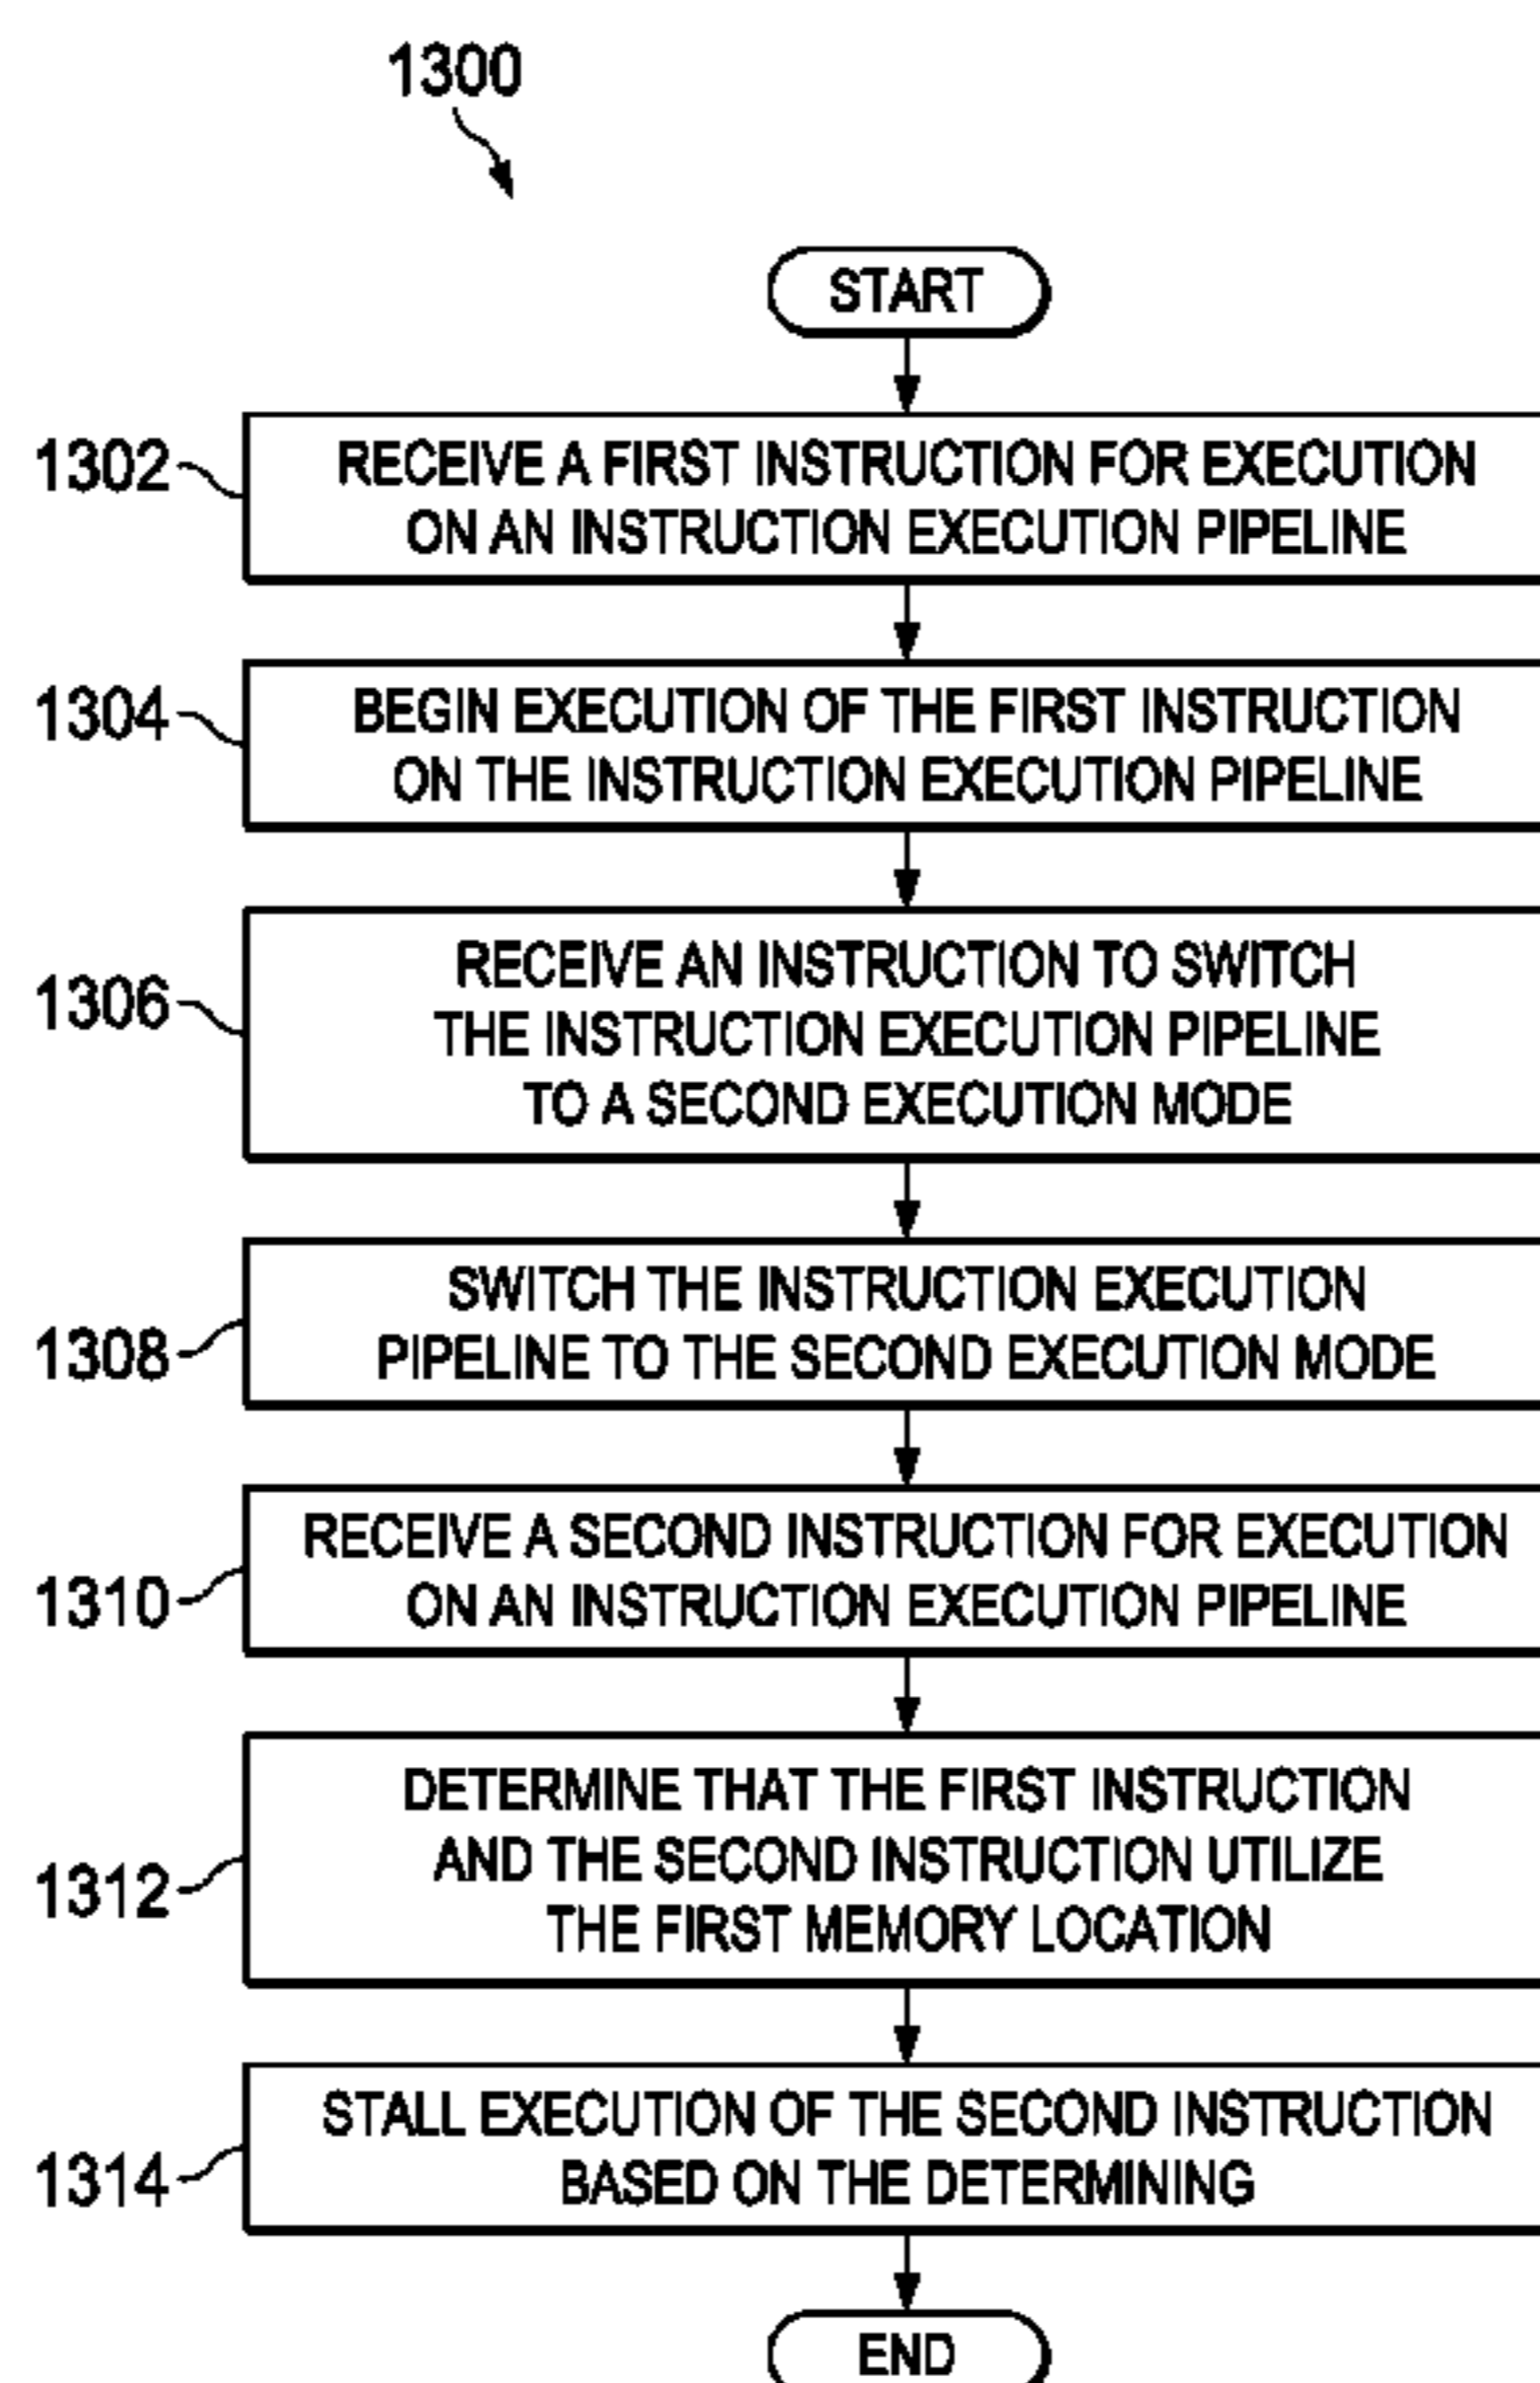 1300
START
1302
RECEIVE A FIRST INSTRUCTION FOR EXECUTION
ON AN INSTRUCTION EXECUTION PIPELINE
1304
BEGIN EXECUTION OF THE FIRST INSTRUCTION
ON THE INSTRUCTION EXECUTION PIPELINE
1306
RECEIVE AN INSTRUCTION TO SWITCH
THE INSTRUCTION EXECUTION PIPELINE
TO A SECOND EXECUTION MODE
1308
SWITCH THE INSTRUCTION EXECUTION
PIPELINE TO THE SECOND EXECUTION MODE
1310
RECEIVE A SECOND INSTRUCTION FOR EXECUTION
ON AN INSTRUCTION EXECUTION PIPELINE
1312
DETERMINE THAT THE FIRST INSTRUCTION
AND THE SECOND INSTRUCTION UTILIZE
THE FIRST MEMORY LOCATION
1314
STALL EXECUTION OF THE SECOND INSTRUCTION
BASED ON THE DETERMINING
END